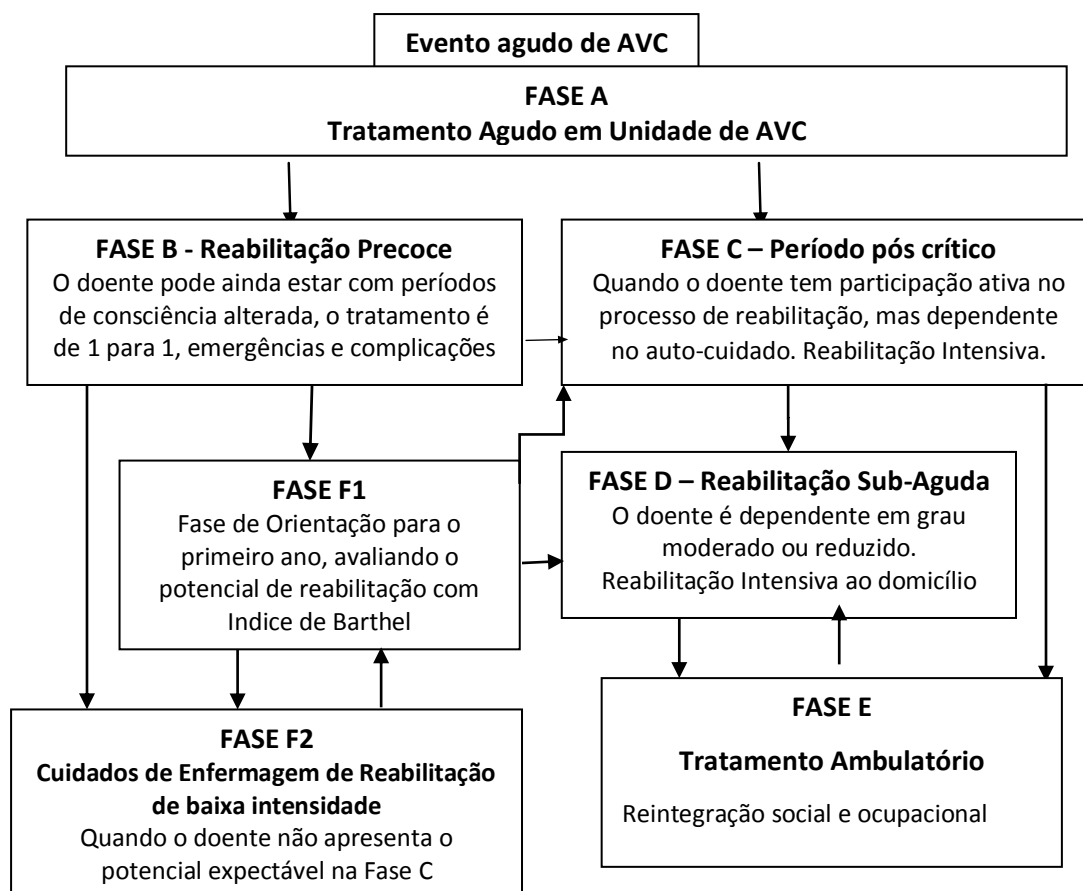 Evento agudo de AVC
FASE A
Tratamento Agudo em Unidade de AVC
FASE B - Reabilitação Precoce
O doente pode ainda estar com períodos
de consciência alterada, o tratamento é
de 1 para 1, emergências e complicações
FASE C – Período pós crítico
Quando o doente tem participação ativa no
processo de reabilitação, mas dependente
no auto-cuidado. Reabilitação Intensiva.
FASE F1
Fase de Orientação para o
primeiro ano, avaliando o
potencial de reabilitação com
Indice de Barthel
FASE D – Reabilitação Sub-Aguda
O doente é dependente em grau
moderado ou reduzido.
Reabilitação Intensiva ao domicílio
FASE F2
Cuidados de Enfermagem de Reabilitação
de baixa intensidade
Quando o doente não apresenta o
potencial expectável na Fase C
FASE E
Tratamento Ambulatório
Reintegração social e ocupacional